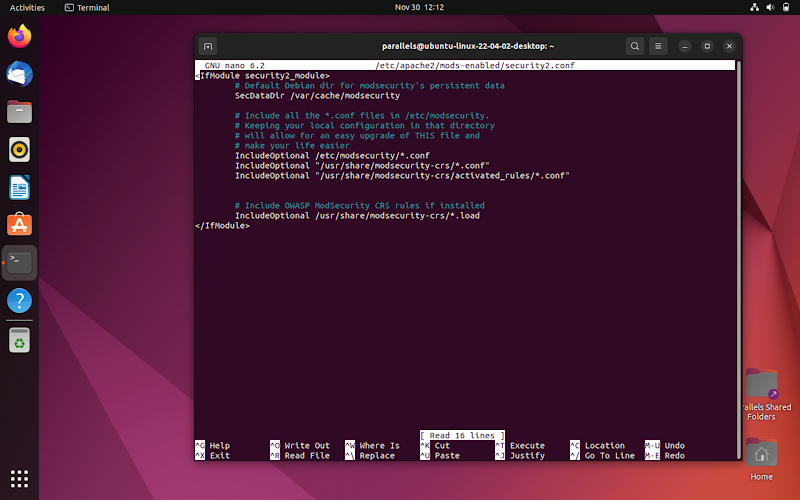 Activities
Terminal
Nov 30 12:12
parallels@ubuntu-linux-22-04-02-desktop: ~
GNU nano 6.2 /etc/apache2/mods-enabled/security2.conf
<IfModule security2_module>
# Default Debian dir for modsecurity's persistent data
SecDataDir /var/cache/modsecurity
# Include all the *.conf files in /etc/modsecurity.
# Keeping your local configuration in that directory
# will allow for an easy upgrade of THIS file and
# make your life easier
IncludeOptional /etc/modsecurity/*.conf
IncludeOptional "/usr/share/modsecurity-crs/*.conf"
IncludeOptional "/usr/share/modsecurity-crs/activated_rules/*.conf"
# Include OWASP ModSecurity CRS rules if installed
IncludeOptional /usr/share/modsecurity-crs/*.load
</IfModule>
[ Read 16 lines ]
^G Help ^O Write Out ^W Where Is ^K Cut ^T Execute ^C Location M-U Undo
^X Exit ^R Read File ^\ Replace ^U Paste ^J Justify ^/ Go To Line M-E Redo
rallels Shared
Folders
Home